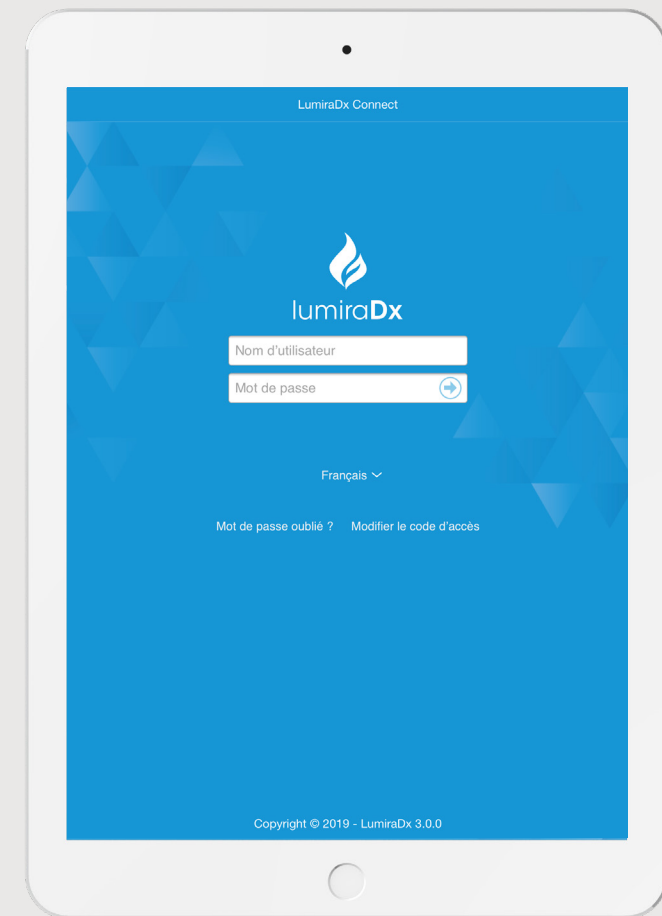 LumiraDx Connect
lumiraDx
Nom d'utilisateur
Mot de passe
Français
Mot de passe oublié ? Modifier le code d'accès
Copyright © 2019 - LumiraDx 3.0.0